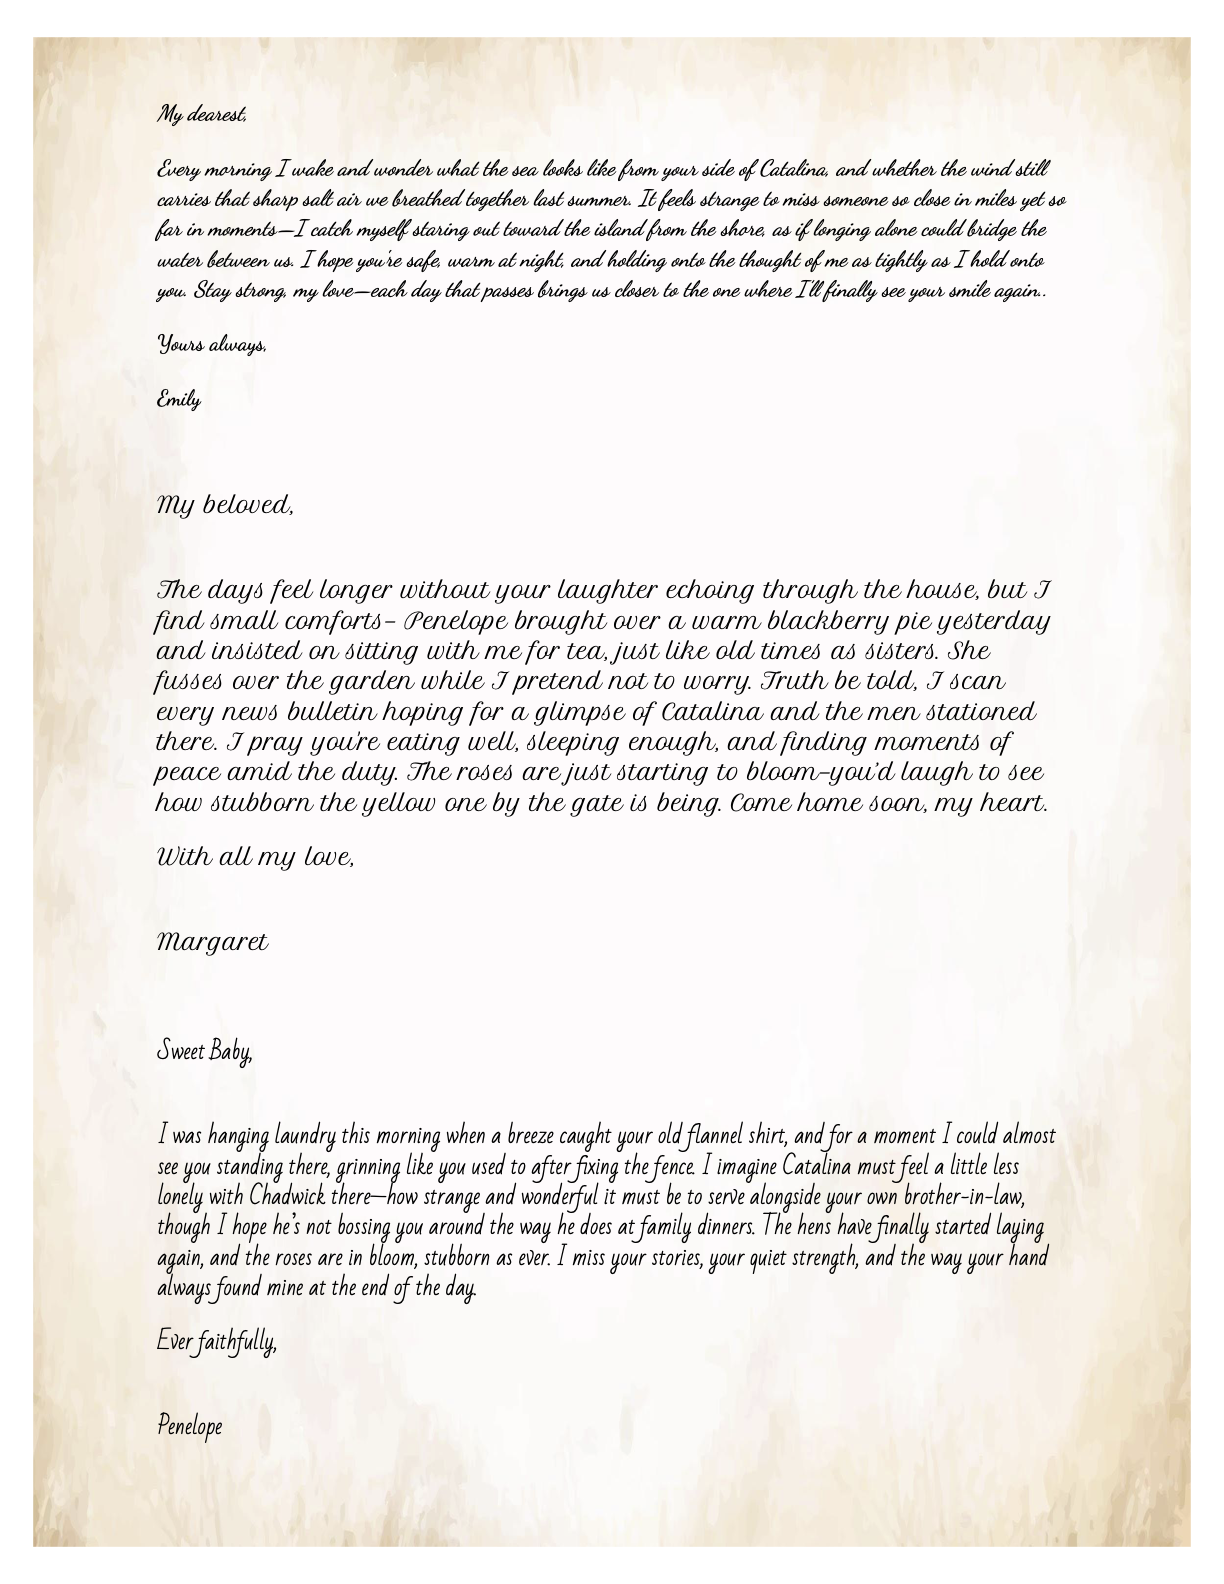 My dearest,
Every morning I wake and wonder what the sea looks like from your side of Catalina, and whether the wind still
carries that sharp salt air we breathed together last summer. It feels strange to miss someone so close in miles yet so
far in moments—I catch myself staring out toward the island from the shore, as if longing alone could bridge the
water between us. I hope you're safe, warm at night, and holding onto the thought of me as tightly as I hold onto
you. Stay strong, my love—each day that passes brings us closer to the one where I'll finally see your smile again..
Yours always,
Emily
My beloved,
The days feel longer without your laughter echoing through the house, but I
find small comforts- Penelope brought over a warm blackberry pie yesterday
and insisted on sitting with me for tea, just like old times as sisters. She
fusses over the garden while I pretend not to worry. Truth be told, I scan
every news bulletin hoping for a glimpse of Catalina and the men stationed
there. I pray you're eating well, sleeping enough, and finding moments of
peace amid the duty. The roses are just starting to bloom-you'd laugh to see
how stubborn the yellow one by the gate is being. Come home soon, my heart.
With all my love,
Margaret
Sweet Baby,
I was hanging laundry this morning when a breeze caught your old flannel shirt, and for a moment I could almost
see you standing there, grinning like you used to after fixing the fence. I imagine Catalina must feel a little less
lonely with Chadwick there—how strange and wonderful it must be to serve alongside your own brother-in-law,
though I hope he's not bossing you around the way he does at family dinners. The hens have finally started laying
again, and the roses are in bloom, stubborn as ever. I miss your stories, your quiet strength, and the way your hand
always found mine at the end of the day.
Ever faithfully,
Penelope